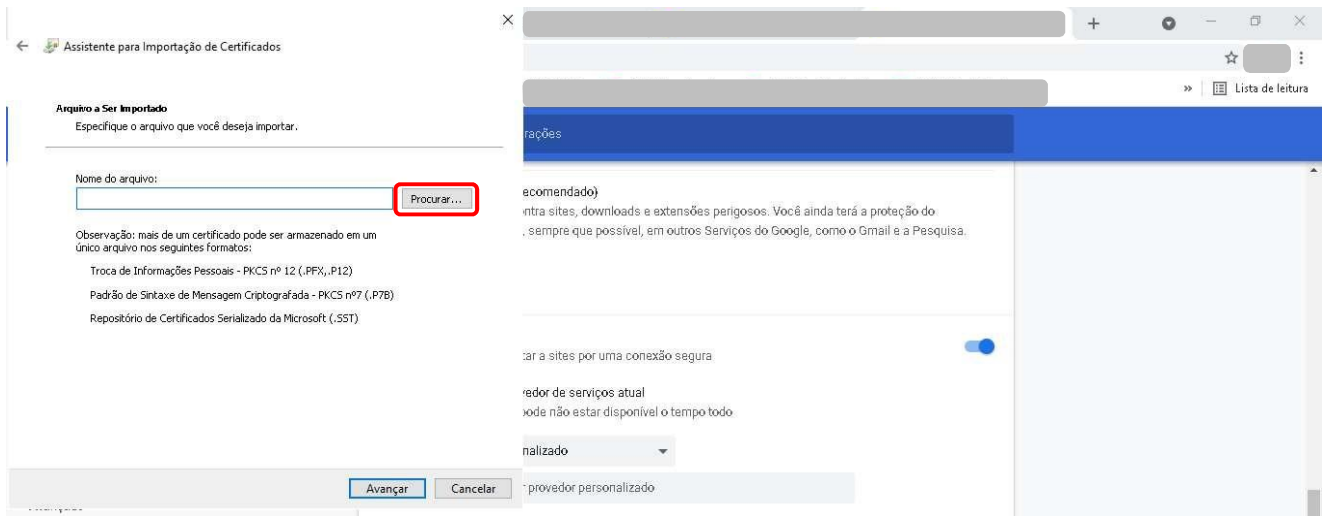 Assistente para Importação de Certificados
Arquivo a Ser Importado
Especifique o arquivo que você deseja importar.
Nome do arquivo:
Procurar...
Observação: mais de um certificado pode ser armazenado em um
único arquivo nos seguintes formatos:
Troca de Informações Pessoais - PKCS nº 12 (.PFX,.P12)
Padrão de Sintaxe de Mensagem Criptografada - PKCS nº7 (.P7B)
Repositório de Certificados Serializado da Microsoft (.SST)
Avançar
Cancelar
»
Lista de leitura
rações
ecomendado)
ntra sites, downloads e extensões perigosos. Você ainda terá a proteção do
, sempre que possível, em outros Serviços do Google, como o Gmail e a Pesquisa.
tar a sites por uma conexão segura
vedor de serviços atual
pode não estar disponível o tempo todo
nalizado
r provedor personalizado